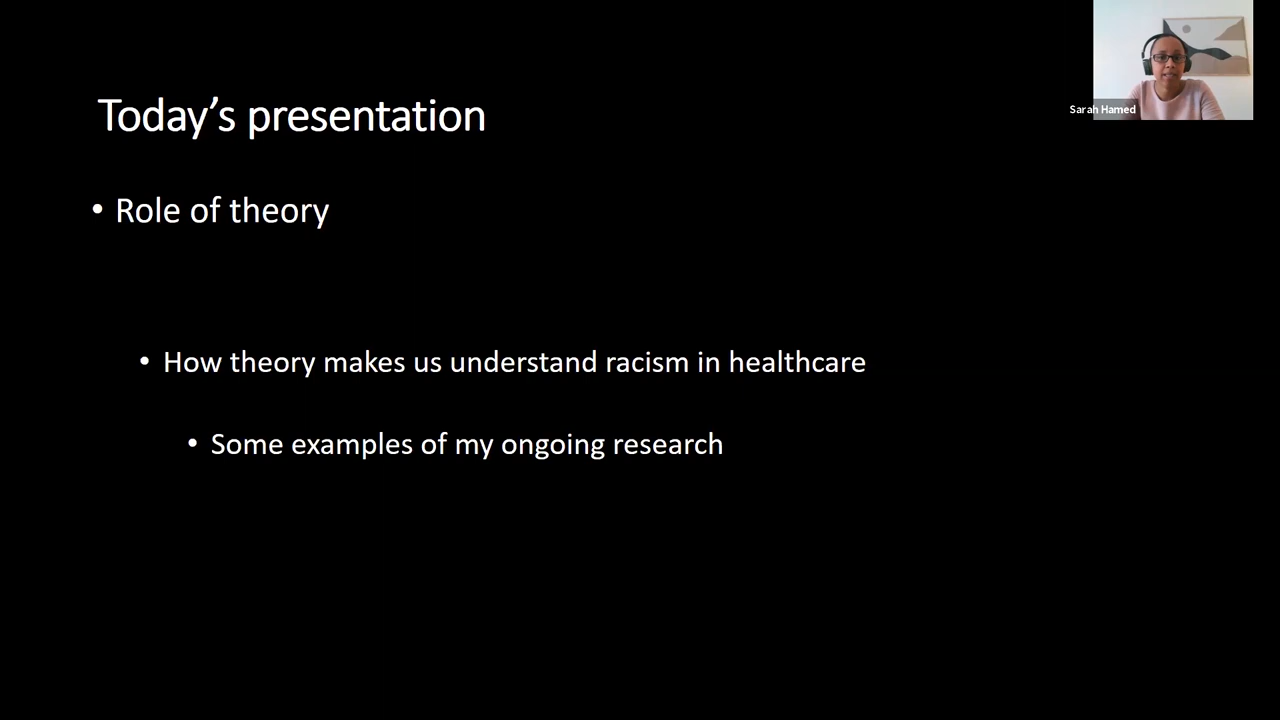 Sarah Hamed
Today’s presentation
• Role of theory
• How theory makes us understand racism in healthcare
• Some examples of my ongoing research